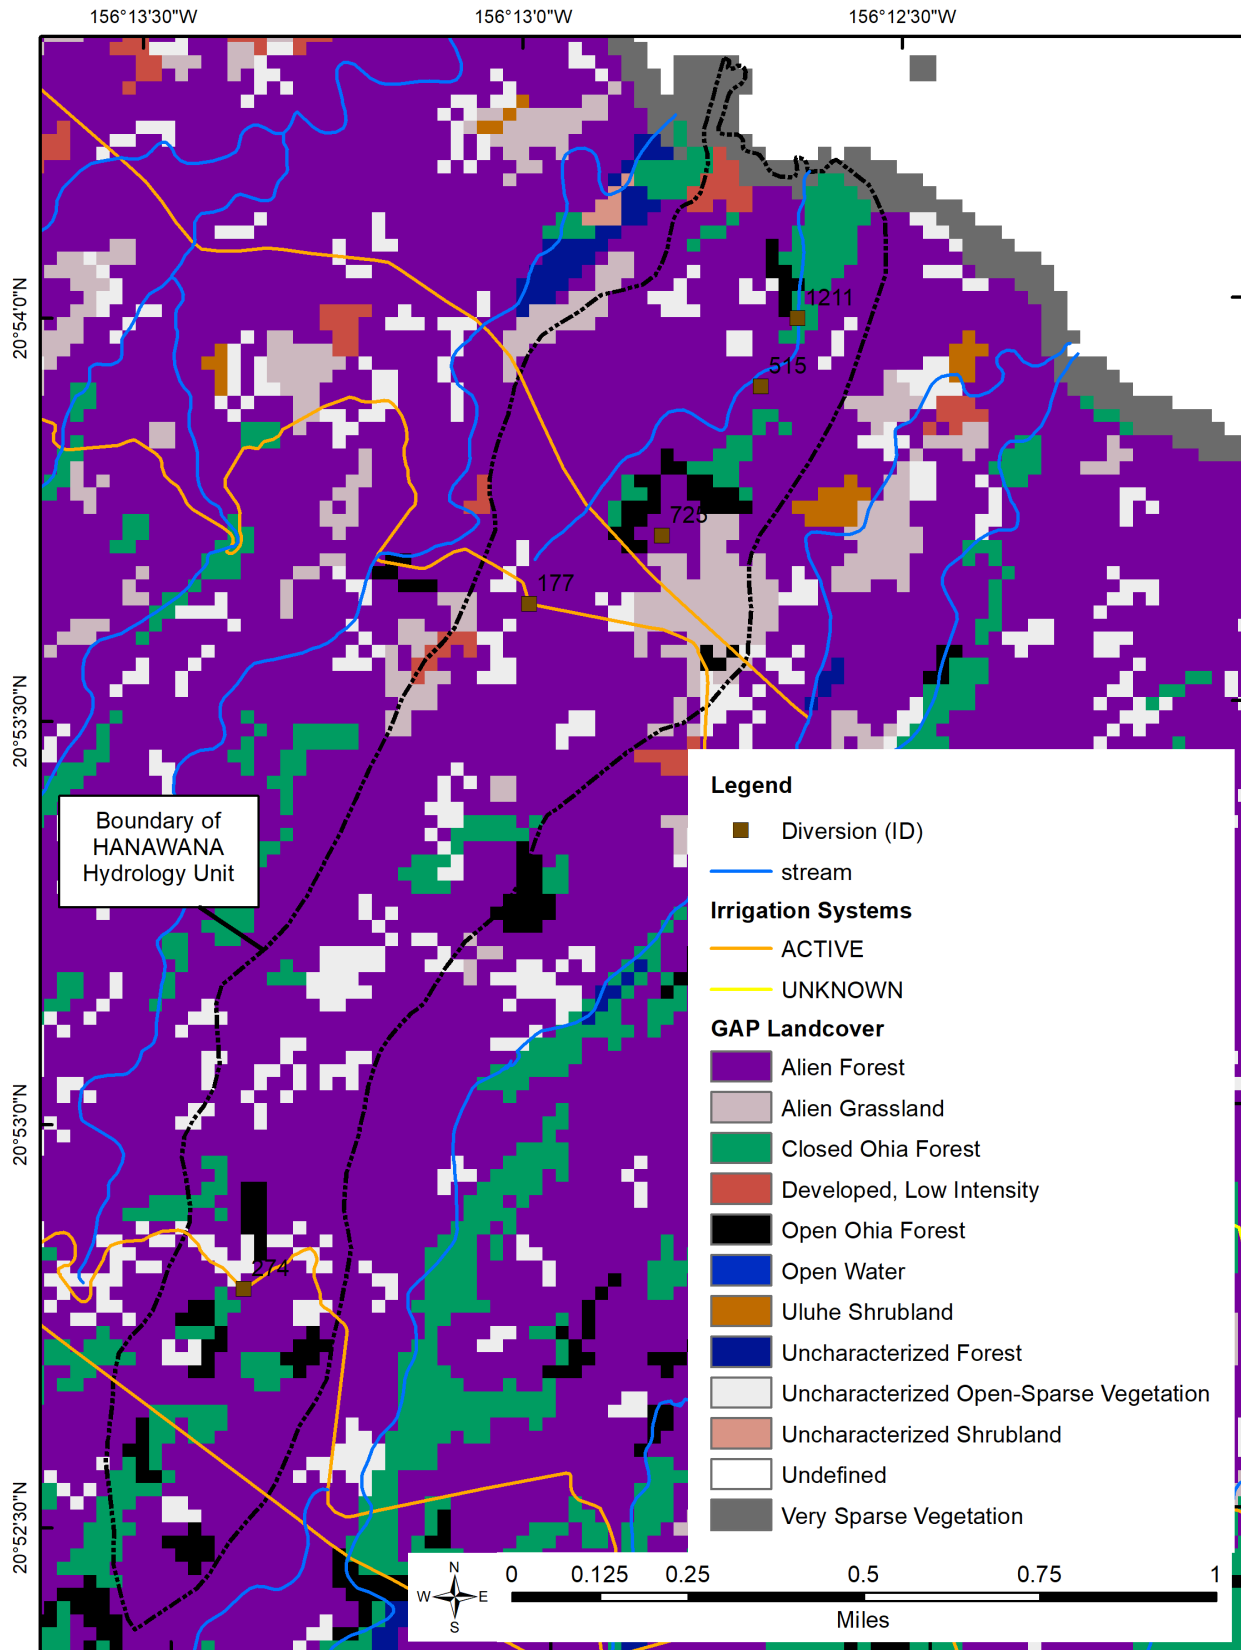 156°13'30"W
156°13'0"W
156°12'30"W
20°54'0"N
20°53'30"N
20°53'0"N
20°52'30"N
1211
515
725
177
274
Boundary of
HANAWANA
Hydrology Unit
Legend
Diversion (ID)
stream
Irrigation Systems
ACTIVE
UNKNOWN
GAP Landcover
Alien Forest
Alien Grassland
Closed Ohia Forest
Developed, Low Intensity
Open Ohia Forest
Open Water
Uluhe Shrubland
Uncharacterized Forest
Uncharacterized Open-Sparse Vegetation
Uncharacterized Shrubland
Undefined
Very Sparse Vegetation
N
W E
S
0 0.125 0.25 0.5 0.75 1
Miles